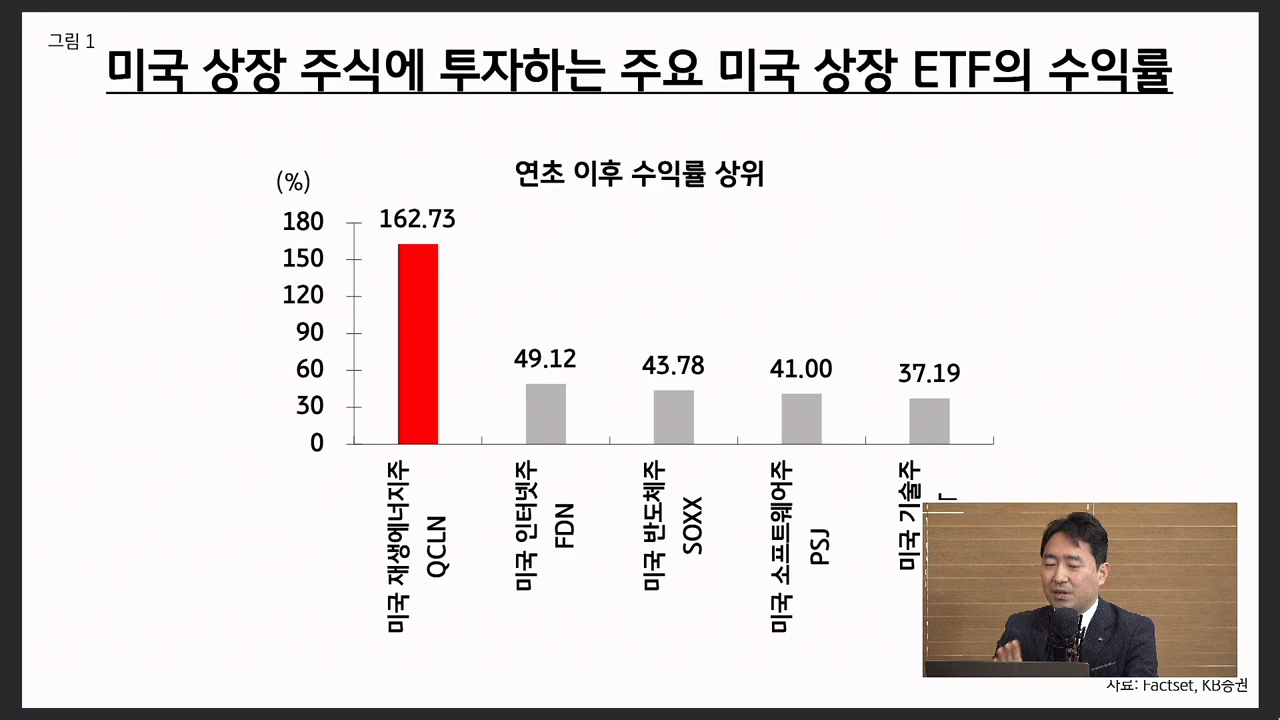 그림 1
미국 상장 주식에 투자하는 주요 미국 상장 ETF의 수익률
연초 이후 수익률 상위
(%)
180
150
120
90
60
30
0
162.73
49.12
43.78
41.00
37.19
미국 재생에너지주
QCLN
미국 인터넷주
FDN
미국 반도체주
SOXX
미국 소프트웨어주
PSJ
미국 기술주
사료: Factset, KB증권